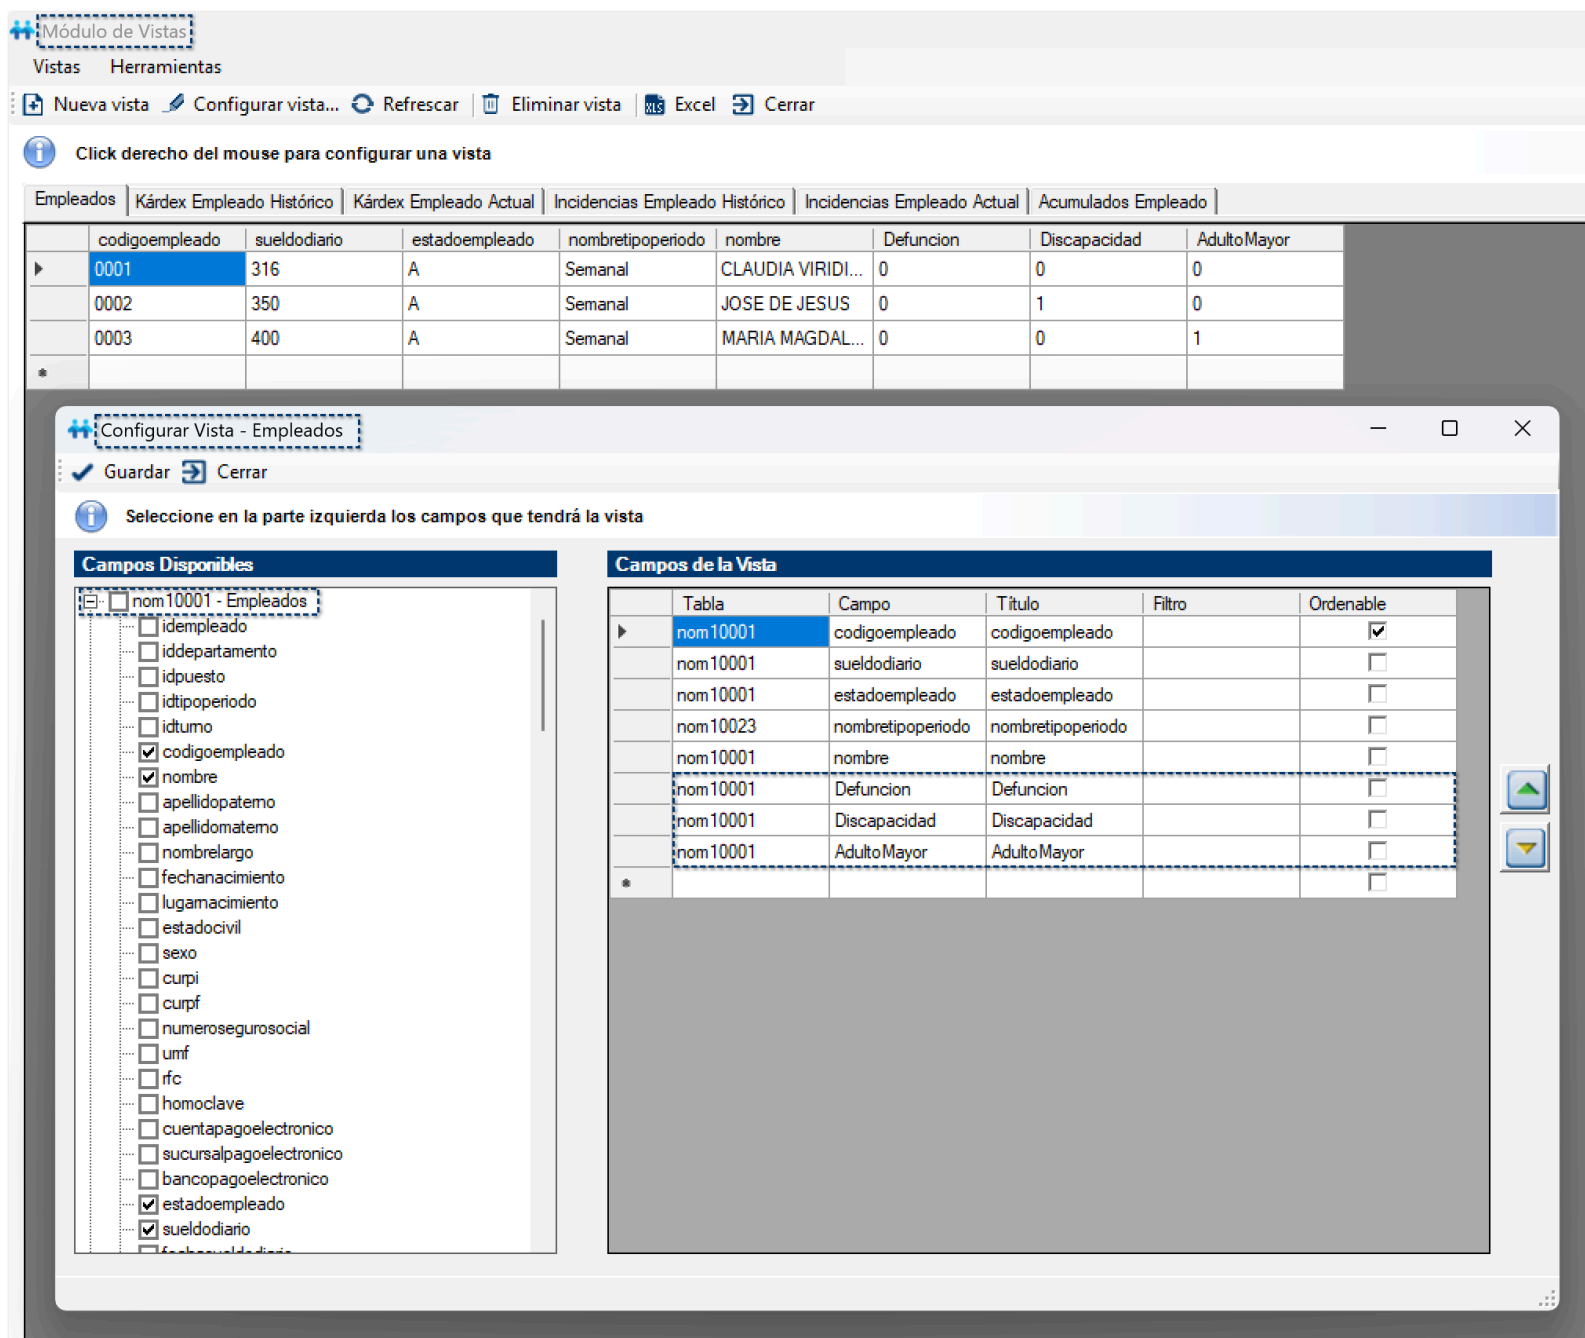 Módulo de Vistas
Vistas Herramientas
Nueva vista Configurar vista... Refrescar Eliminar vista XLS Excel Cerrar
Click derecho del mouse para configurar una vista
Empleados Kárdex Empleado Histórico Kárdex Empleado Actual Incidencias Empleado Histórico Incidencias Empleado Actual Acumulados Empleado
codigoempleado sueldodiario estadoempleado nombretipoperiodo nombre Defuncion Discapacidad AdultoMayor
0001 316 A Semanal CLAUDIA VIRIDI... 0 0 0
0002 350 A Semanal JOSE DE JESUS 0 1 0
0003 400 A Semanal MARIA MAGDAL... 0 0 1
Configurar Vista - Empleados
Guardar Cerrar
Seleccione en la parte izquierda los campos que tendrá la vista
Campos Disponibles
nom10001 - Empleados
idempleado
iddepartamento
idpuesto
idtipoperiodo
idturno
codigoempleado
nombre
apellidopaterno
apellidomaterno
nombrelargo
fechanacimiento
lugarnacimiento
estadocivil
sexo
curpi
curpf
numerosegurosocial
umf
rfc
homoclave
cuentapagoelectronico
sucursalpagoelectronico
bancopagoelectronico
estadoempleado
sueldodiario
fechasueldodiario
Campos de la Vista
Tabla Campo Título Filtro Ordenable
nom10001 codigoempleado codigoempleado
nom10001 sueldodiario sueldodiario
nom10001 estadoempleado estadoempleado
nom10023 nombretipoperiodo nombretipoperiodo
nom10001 nombre nombre
nom10001 Defuncion Defuncion
nom10001 Discapacidad Discapacidad
nom10001 AdultoMayor AdultoMayor